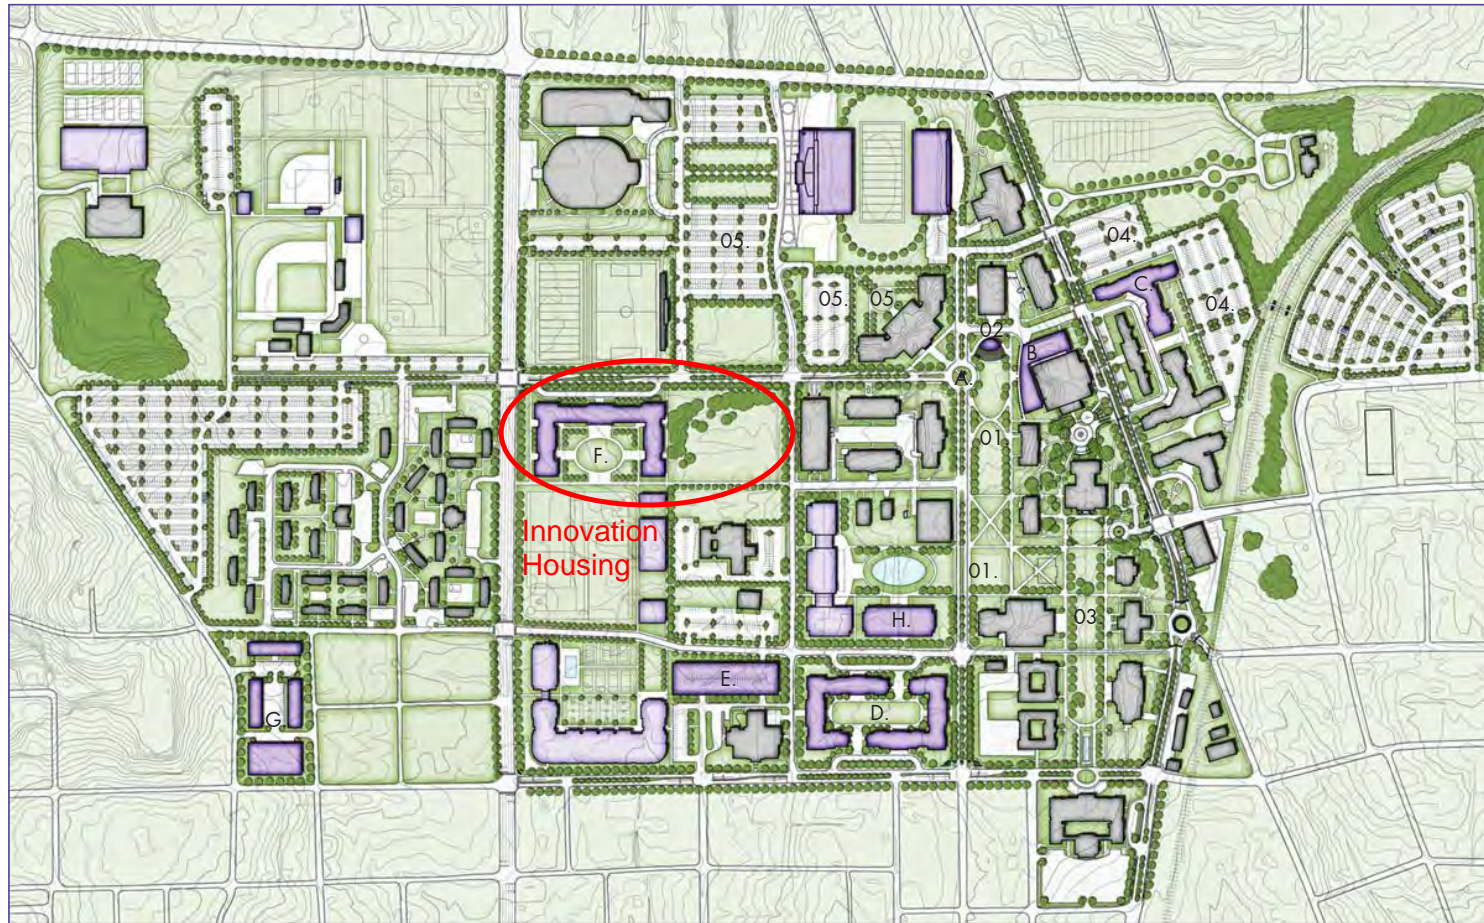 05.
04.
C.
05.
05.
04.
02.
B
A.
01.
F.
Innovation
Housing
01.
H.
03
E.
D.
G.